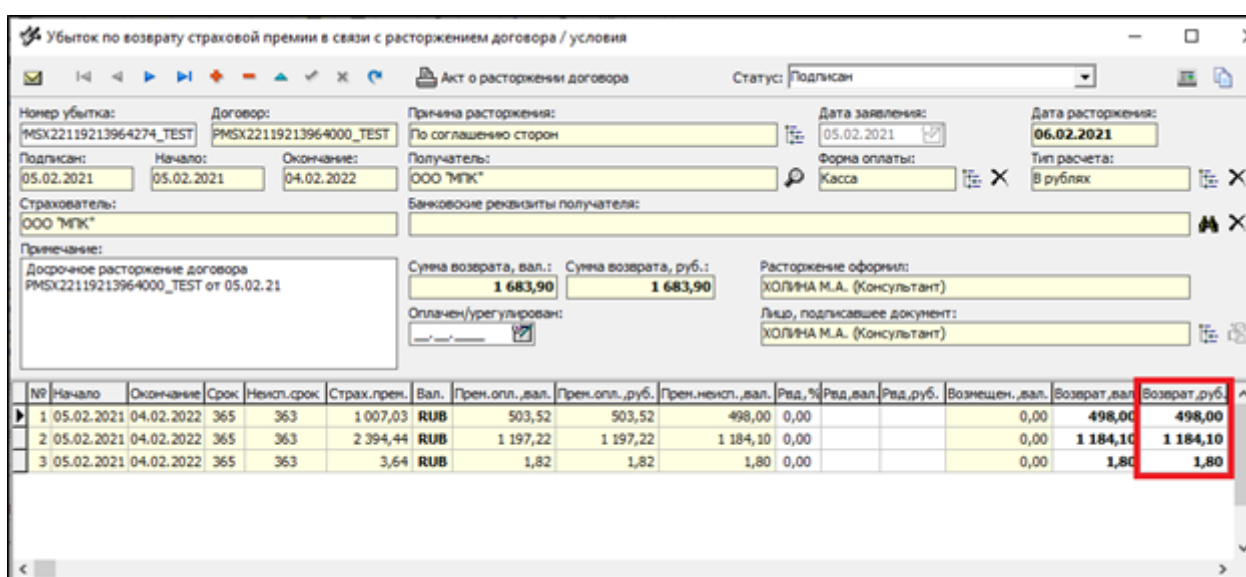 Убыток по возврату страховой премии в связи с расторжением договора / условия
Акт о расторжении договора Статус: Подписан
Номер убытка: Договор: Причина расторжения: Дата заявления: Дата расторжения:
MSX22119213964274_TEST PMSX22119213964000_TEST По соглашению сторон 05.02.2021 06.02.2021
Подписан: Начало: Окончание: Получатель: Форма оплаты: Тип расчета:
05.02.2021 05.02.2021 04.02.2022 ООО "МПК" Касса В рублях
Страхователь: Банковские реквизиты получателя:
ООО "МПК"
Примечание:
Досрочное расторжение договора
PMSX22119213964000_TEST от 05.02.21
Сумма возврата, вал.: Сумма возврата, руб.: Расторжение оформил:
1 683,90 1 683,90 ХОЛИНА М.А. (Консультант)
Оплачен/урегулирован: Лицо, подписавшее документ:
__.__.____ ХОЛИНА М.А. (Консультант)
№ Начало Окончание Срок Неисп.срок Страх.прен. Вал. Прен.опл.,вал. Прен.опл.,руб. Прен.неисп.,вал. Рвд,% Рвд,вал. Рвд,руб. Возмещен.,вал. Возврат,вал Возврат,руб.
1 05.02.2021 04.02.2022 365 363 1 007,03 RUB 503,52 503,52 498,00 0,00 0,00 498,00 498,00
2 05.02.2021 04.02.2022 365 363 2 394,44 RUB 1 197,22 1 197,22 1 184,10 0,00 0,00 1 184,10 1 184,10
3 05.02.2021 04.02.2022 365 363 3,64 RUB 1,82 1,82 1,80 0,00 0,00 1,80 1,80